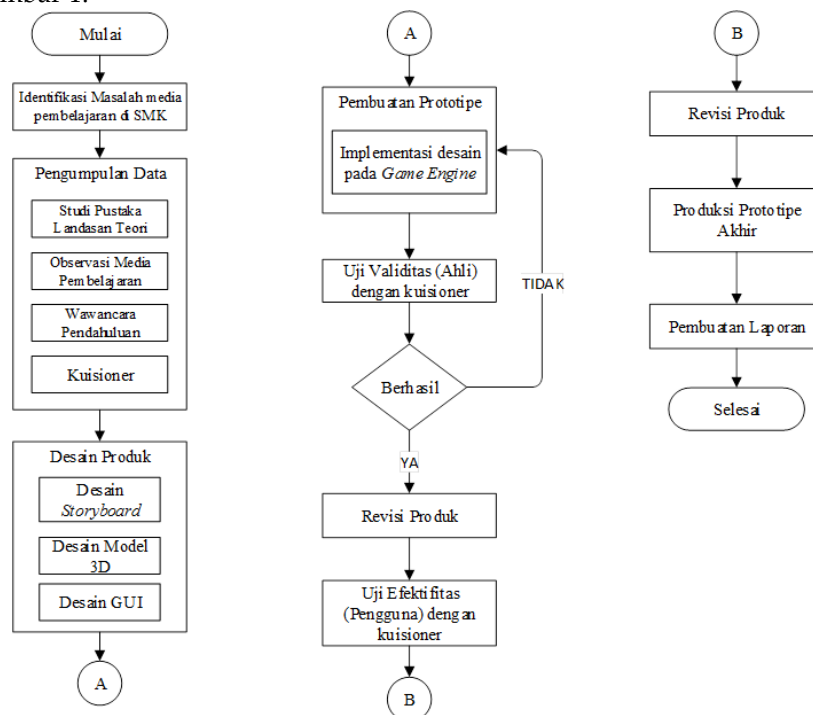 Mulai
Identifikasi Masalah media
pembelajaran di SMK
Pengumpulan Data
Studi Pustaka
Landasan Teori
Observasi Media
Pembelajaran
Wawancara
Pendahuluan
Kuisioner
Desain Produk
Desain
Storyboard
Desain Model
3D
Desain GUI
A
A
Pembuatan Prototipe
Implementasi desain
pada Game Engine
Uji Validitas (Ahli)
dengan kuisioner
TIDAK
Berhasil
YA
Revisi Produk
Uji Efektifitas
(Pengguna) dengan
kuisioner
B
B
Revisi Produk
Produksi Prototipe
Akhir
Pembuatan Laporan
Selesai